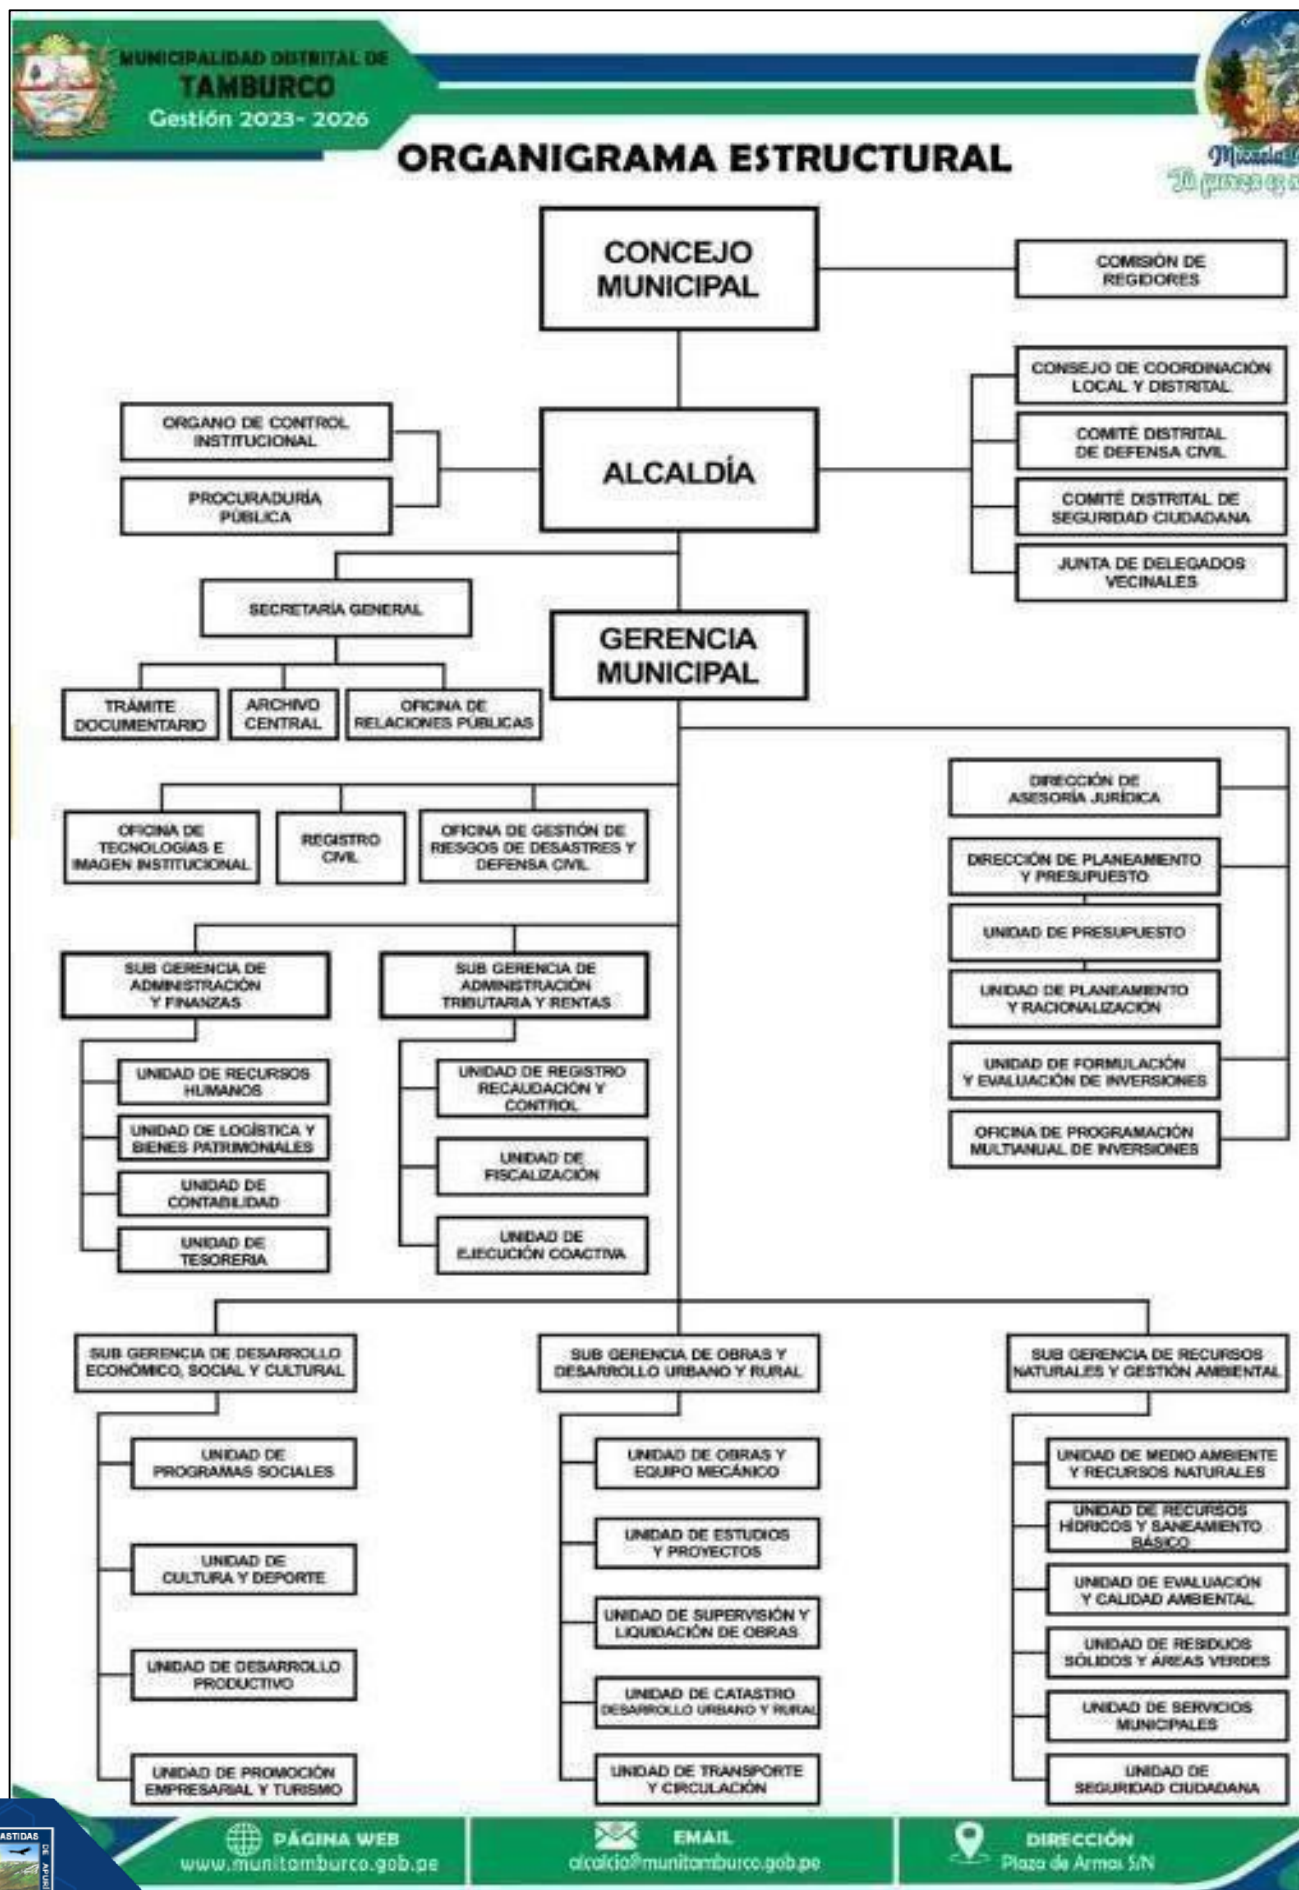 MUNICIPALIDAD DISTRITAL DE
TAMBURCO
Gestión 2023- 2026
ORGANIGRAMA ESTRUCTURAL
Micaela
CONCEJO
MUNICIPAL
COMISIÓN DE
REGIDORES
CONSEJO DE COORDINACIÓN
LOCAL Y DISTRITAL
ORGANO DE CONTROL
INSTITUCIONAL
ALCALDÍA
COMITÉ DISTRITAL
DE DEFENSA CIVIL
PROCURADURÍA
PÚBLICA
COMITÉ DISTRITAL DE
SEGURIDAD CIUDADANA
JUNTA DE DELEGADOS
VECINALES
SECRETARÍA GENERAL
GERENCIA
MUNICIPAL
TRÁMITE
DOCUMENTARIO
ARCHIVO
CENTRAL
OFICINA DE
RELACIONES PÚBLICAS
DIRECCIÓN DE
ASESORÍA JURÍDICA
OFICINA DE
TECNOLOGÍAS E
IMAGEN INSTITUCIONAL
REGISTRO
CIVIL
OFICINA DE GESTIÓN DE
RIESGOS DE DESASTRES Y
DEFENSA CIVIL
DIRECCIÓN DE PLANEAMIENTO
Y PRESUPUESTO
UNIDAD DE PRESUPUESTO
UNIDAD DE PLANEAMIENTO
Y RACIONALIZACIÓN
UNIDAD DE FORMULACIÓN
Y EVALUACIÓN DE INVERSIONES
OFICINA DE PROGRAMACIÓN
MULTIANUAL DE INVERSIONES
SUB GERENCIA DE
ADMINISTRACIÓN
Y FINANZAS
UNIDAD DE RECURSOS
HUMANOS
UNIDAD DE LOGÍSTICA Y
BIENES PATRIMONIALES
UNIDAD DE
CONTABILIDAD
UNIDAD DE
TESORERIA
SUB GERENCIA DE
ADMINISTRACIÓN
TRIBUTARIA Y RENTAS
UNIDAD DE REGISTRO
RECAUDACIÓN Y
CONTROL
UNIDAD DE
FISCALIZACIÓN
UNIDAD DE
EJECUCIÓN COACTIVA
SUB GERENCIA DE DESARROLLO
ECONÓMICO, SOCIAL Y CULTURAL
UNIDAD DE
PROGRAMAS SOCIALES
UNIDAD DE
CULTURA Y DEPORTE
UNIDAD DE DESARROLLO
PRODUCTIVO
UNIDAD DE PROMOCIÓN
EMPRESARIAL Y TURISMO
SUB GERENCIA DE OBRAS Y
DESARROLLO URBANO Y RURAL
UNIDAD DE OBRAS Y
EQUIPO MECÁNICO
UNIDAD DE ESTUDIOS
Y PROYECTOS
UNIDAD DE SUPERVISIÓN Y
LIQUIDACIÓN DE OBRAS
UNIDAD DE CATASTRO
DESARROLLO URBANO Y RURAL
UNIDAD DE TRANSPORTE
Y CIRCULACIÓN
SUB GERENCIA DE RECURSOS
NATURALES Y GESTIÓN AMBIENTAL
UNIDAD DE MEDIO AMBIENTE
Y RECURSOS NATURALES
UNIDAD DE RECURSOS
HÍDRICOS Y SANEAMIENTO
BÁSICO
UNIDAD DE EVALUACIÓN
Y CALIDAD AMBIENTAL
UNIDAD DE RESIDUOS
SÓLIDOS Y ÁREAS VERDES
UNIDAD DE SERVICIOS
MUNICIPALES
UNIDAD DE
SEGURIDAD CIUDADANA
ASTIDAS
DE APURÍ
PÁGINA WEB
www.munitamburco.gob.pe
EMAIL
alcalcia@munitamburco.gob.pe
DIRECCIÓN
Plaza de Armas S/N